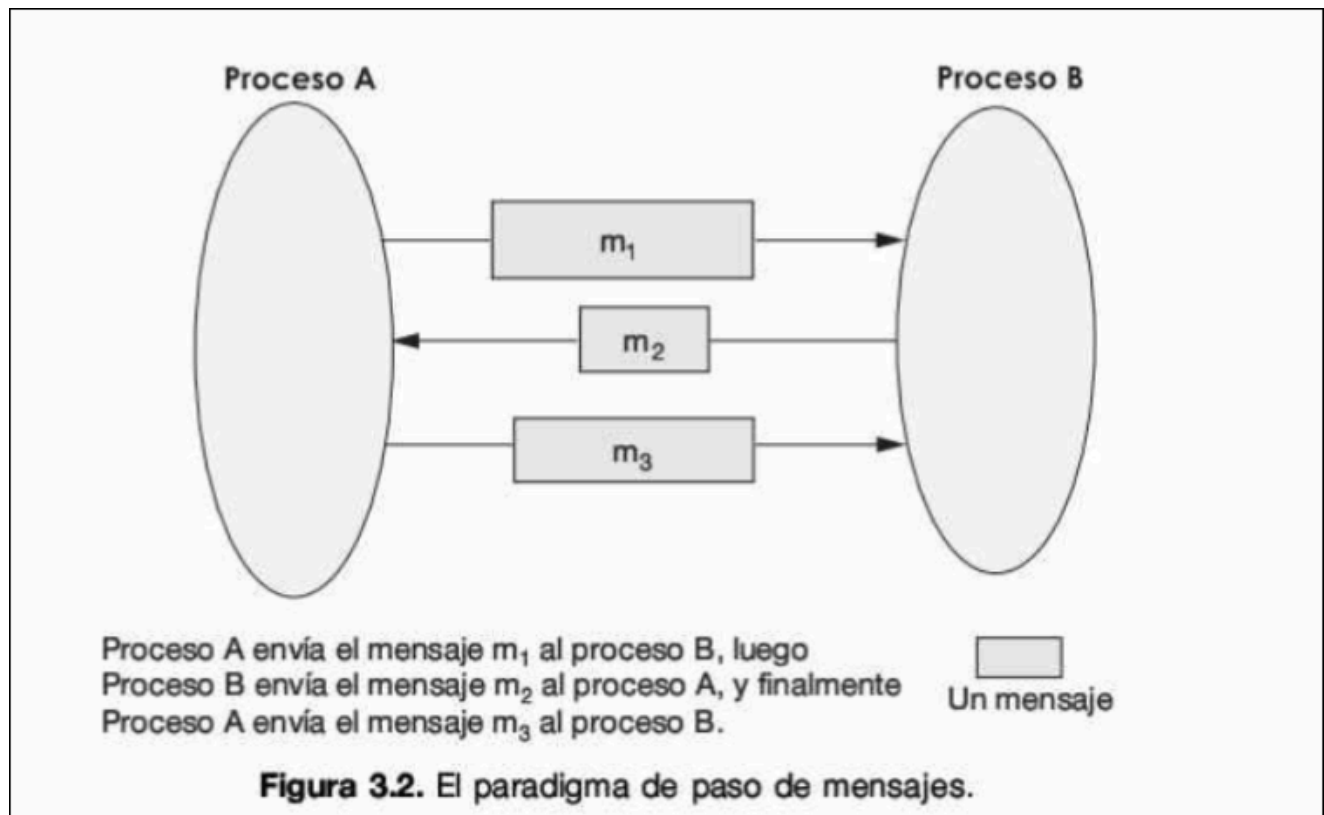 Proceso A
Proceso B
m₁
m₂
m₃
Proceso A envía el mensaje m₁ al proceso B, luego
Proceso B envía el mensaje m₂ al proceso A, y finalmente
Proceso A envía el mensaje m₃ al proceso B.
Un mensaje
Figura 3.2. El paradigma de paso de mensajes.